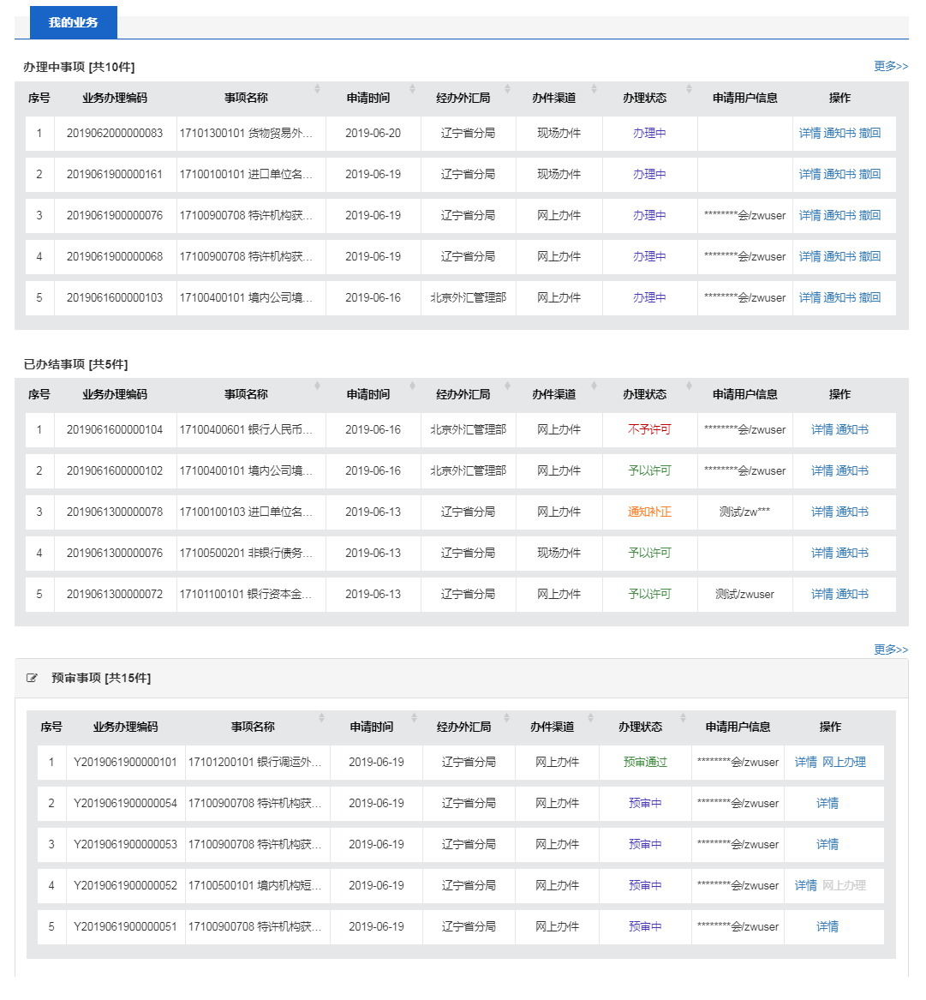 我的业务
办理中事项 [共10件] 更多>>
序号 业务办理编码 事项名称 申请时间 经办外汇局 办件渠道 办理状态 申请用户信息 操作
1 2019062000000083 17101300101 货物贸易外... 2019-06-20 辽宁省分局 现场办件 办理中 详情 通知书 撤回
2 2019061900000161 17100100101 进口单位名... 2019-06-19 辽宁省分局 现场办件 办理中 详情 通知书 撤回
3 2019061900000076 17100900708 特许机构获... 2019-06-19 辽宁省分局 网上办件 办理中 ********会/zwuser 详情 通知书 撤回
4 2019061900000068 17100900708 特许机构获... 2019-06-19 辽宁省分局 网上办件 办理中 ********会/zwuser 详情 通知书 撤回
5 2019061600000103 17100400101 境内公司境... 2019-06-16 北京外汇管理部 网上办件 办理中 ********会/zwuser 详情 通知书 撤回
已办结事项 [共5件]
序号 业务办理编码 事项名称 申请时间 经办外汇局 办件渠道 办理状态 申请用户信息 操作
1 2019061600000104 17100400601 银行人民币... 2019-06-16 北京外汇管理部 网上办件 不予许可 ********会/zwuser 详情 通知书
2 2019061600000102 17100400101 境内公司境... 2019-06-16 北京外汇管理部 网上办件 予以许可 ********会/zwuser 详情 通知书
3 2019061300000078 17100100103 进口单位名... 2019-06-13 辽宁省分局 网上办件 通知补正 测试/zw*** 详情 通知书
4 2019061300000076 17100500201 非银行债务... 2019-06-13 辽宁省分局 现场办件 予以许可 详情 通知书
5 2019061300000072 17101100101 银行资本金... 2019-06-13 辽宁省分局 网上办件 予以许可 测试/zwuser 详情 通知书
更多>>
预审事项 [共15件]
序号 业务办理编码 事项名称 申请时间 经办外汇局 办件渠道 办理状态 申请用户信息 操作
1 Y2019061900000101 17101200101 银行调运外... 2019-06-19 辽宁省分局 网上办件 预审通过 ********会/zwuser 详情 网上办理
2 Y2019061900000054 17100900708 特许机构获... 2019-06-19 辽宁省分局 网上办件 预审中 ********会/zwuser 详情
3 Y2019061900000053 17100900708 特许机构获... 2019-06-19 辽宁省分局 网上办件 预审中 ********会/zwuser 详情
4 Y2019061900000052 17100500101 境内机构短... 2019-06-19 辽宁省分局 网上办件 预审中 ********会/zwuser 详情 网上办理
5 Y2019061900000051 17100900708 特许机构获... 2019-06-19 辽宁省分局 网上办件 预审中 ********会/zwuser 详情